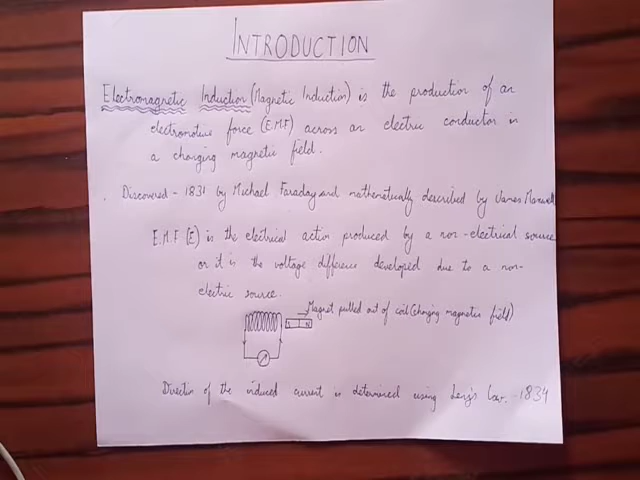 INTRODUCTION
Electromagnetic Induction (Magnetic Induction) is the production of an
electromotive force (E.M.F) across an electric conductor in
a changing magnetic field.
Discovered - 1831 by Michael Faraday and mathematically described by James Maxwell
E.M.F (E) is the electrical action produced by a non-electrical source
or it is the voltage difference developed due to a non-
electric source.
Magnet pulled out of coil (changing magnetic field)
Direction of the induced current is determined using Lenz's Law. - 1834